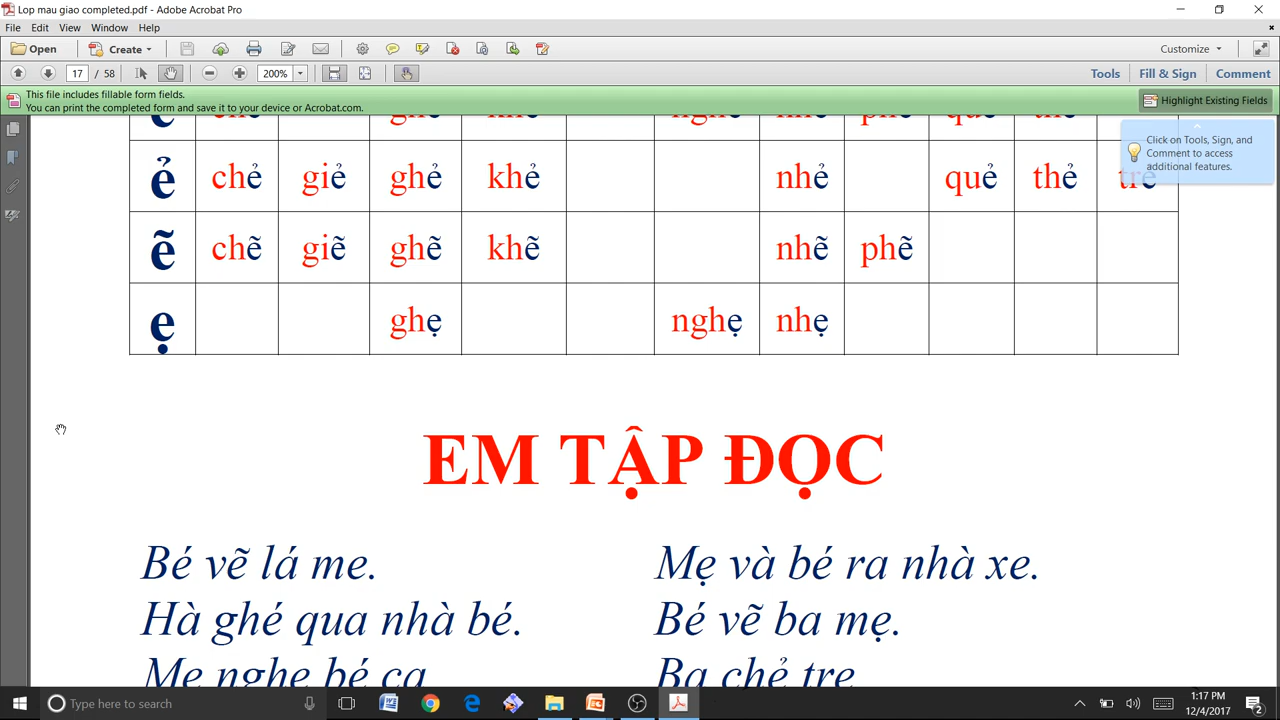 Lop mau giao completed.pdf - Adobe Acrobat Pro
File Edit View Window Help
Open Create Customize
17 / 58 200% Tools Fill & Sign Comment
This file includes fillable form fields.
You can print the completed form and save it to your device or Acrobat.com.
Highlight Existing Fields
Click on Tools, Sign, and
Comment to access
additional features.
ẻ chẻ giẻ ghẻ khẻ nhẻ quẻ thẻ trẻ
ẽ chẽ giẽ ghẽ khẽ nhẽ phẽ
ẹ ghẹ nghẹ nhẹ
EM TẬP ĐỌC
Bé vẽ lá me.
Hà ghé qua nhà bé.
Mẹ và bé ra nhà xe.
Bé vẽ ba mẹ.
Ba chẻ tre
Type here to search
1:17 PM
12/4/2017
2